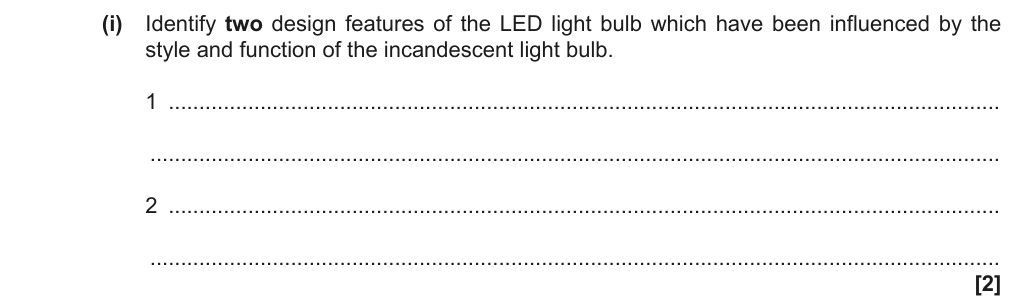 (i) Identify two design features of the LED light bulb which have been influenced by the
style and function of the incandescent light bulb.
1 ..........................................................................................................................................
..............................................................................................................................................
2 ..........................................................................................................................................
..............................................................................................................................................
[2]